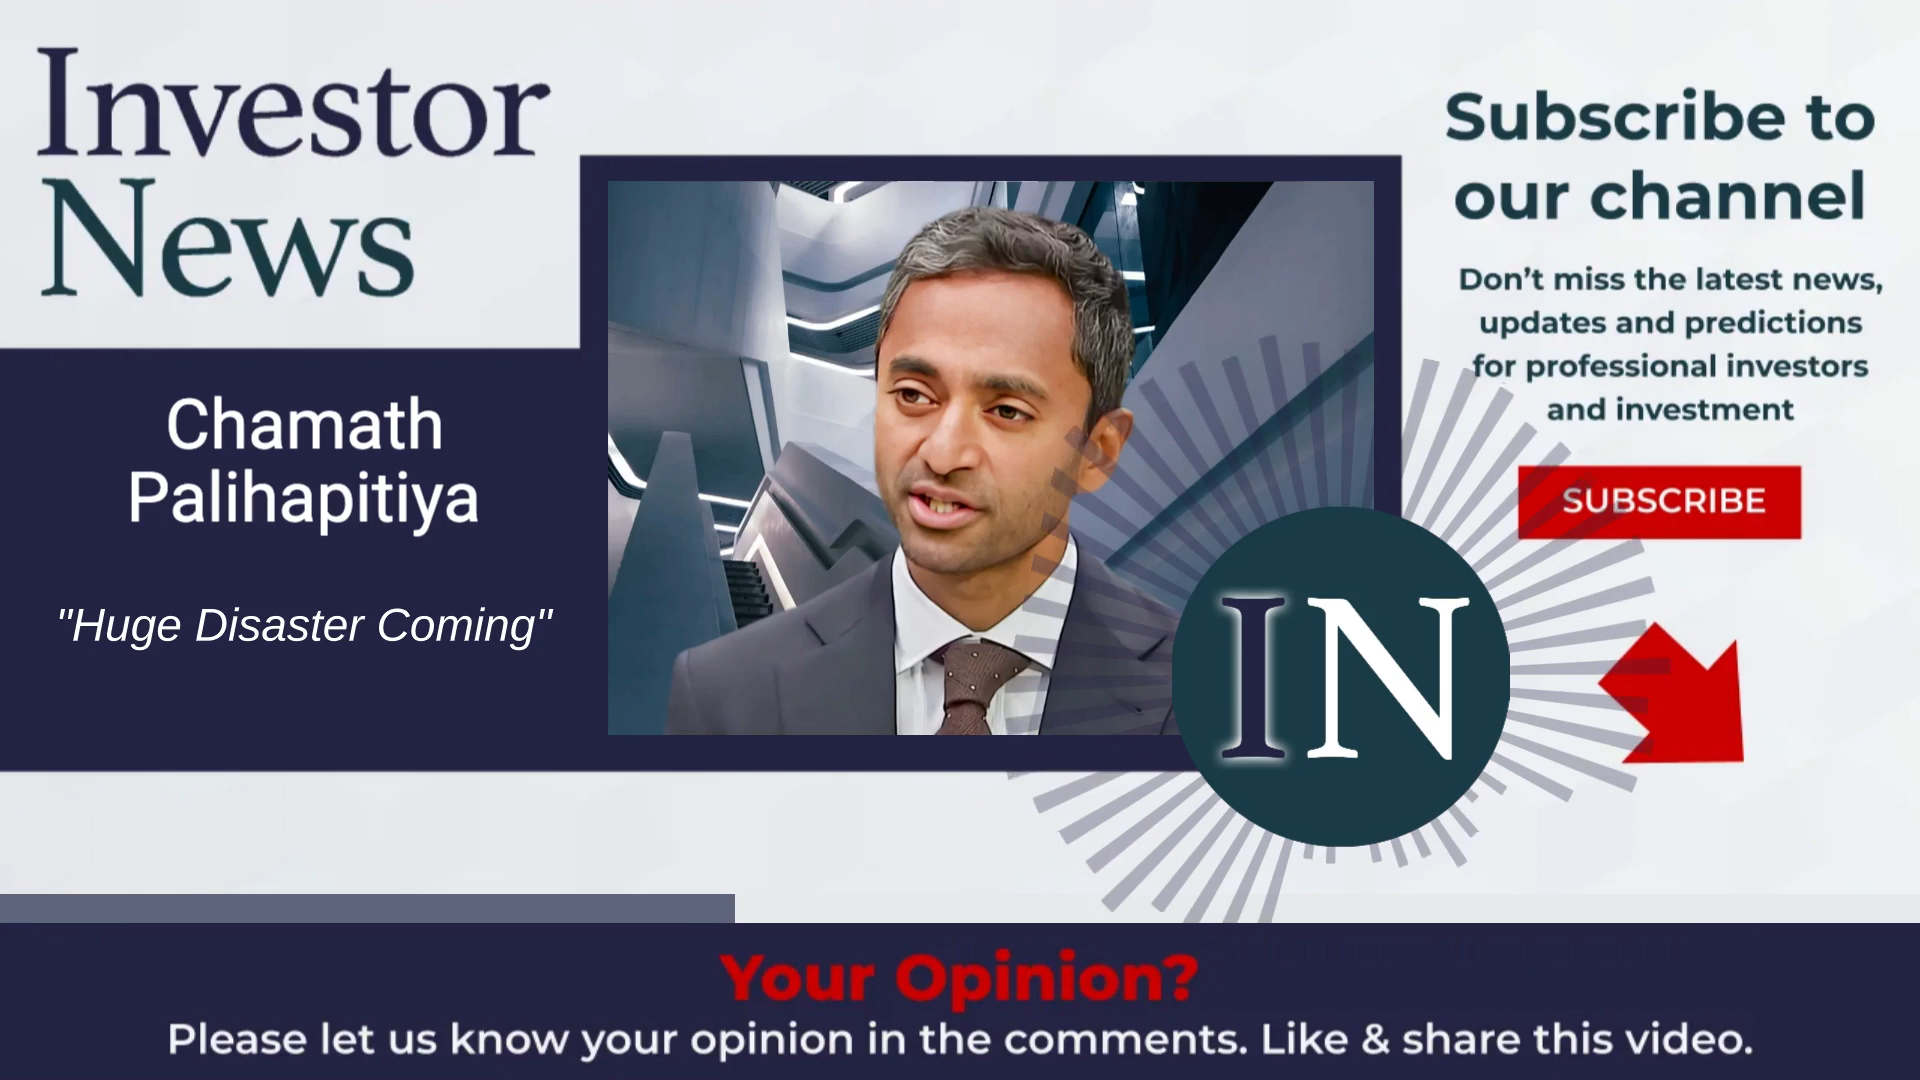 Investor
News
Chamath
Palihapitiya
"Huge Disaster Coming"
Subscribe to
our channel
Don't miss the latest news,
updates and predictions
for professional investors
and investment
SUBSCRIBE
IN
Your Opinion?
Please let us know your opinion in the comments. Like & share this video.